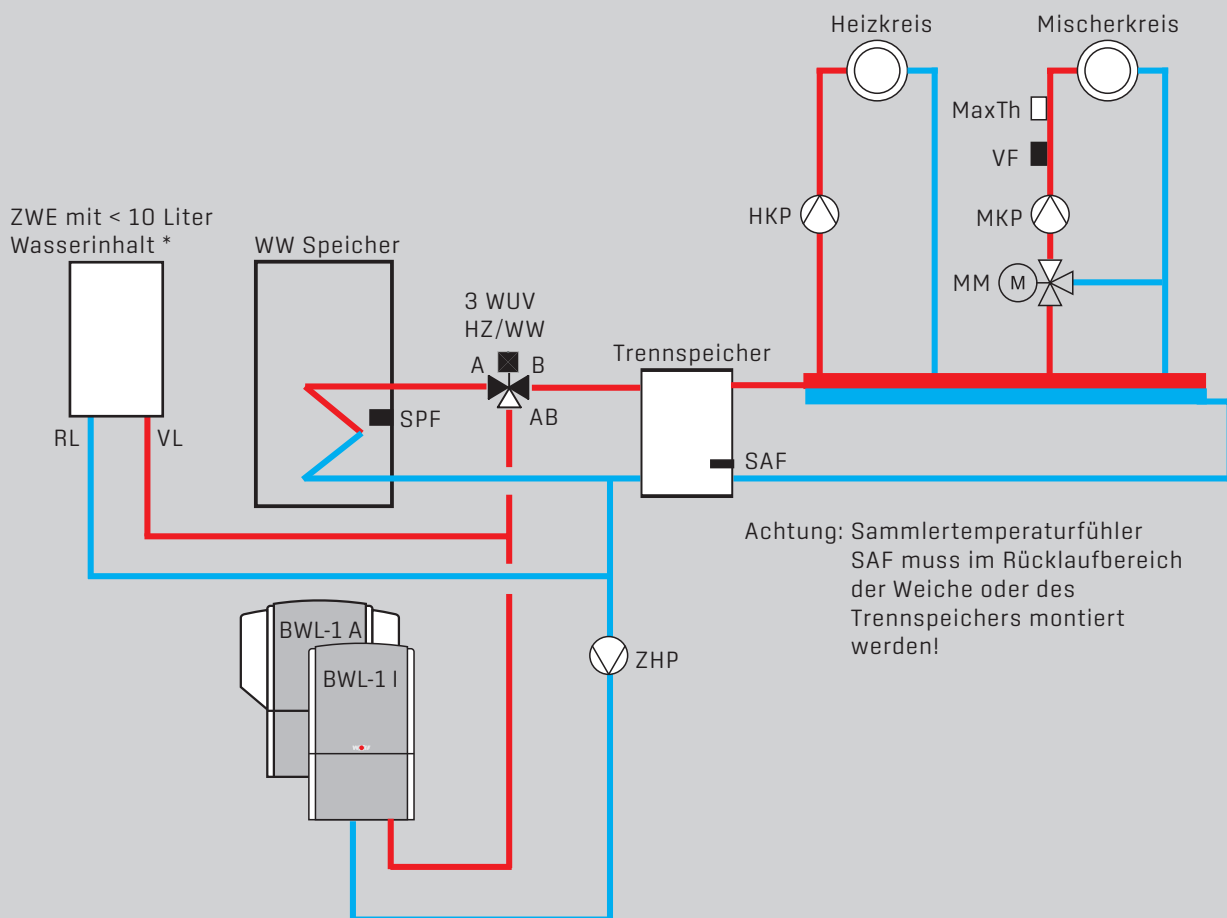 Heizkreis
Mischerkreis
MaxTh
VF
HKP
MKP
MM
M
ZWE mit < 10 Liter
Wasserinhalt *
WW Speicher
3 WUV
HZ/WW
A
B
AB
Trennspeicher
RL
VL
SPF
SAF
Achtung: Sammlertemperaturfühler
SAF muss im Rücklaufbereich
der Weiche oder des
Trennspeichers montiert
werden!
BWL-1 A
BWL-1 I
ZHP